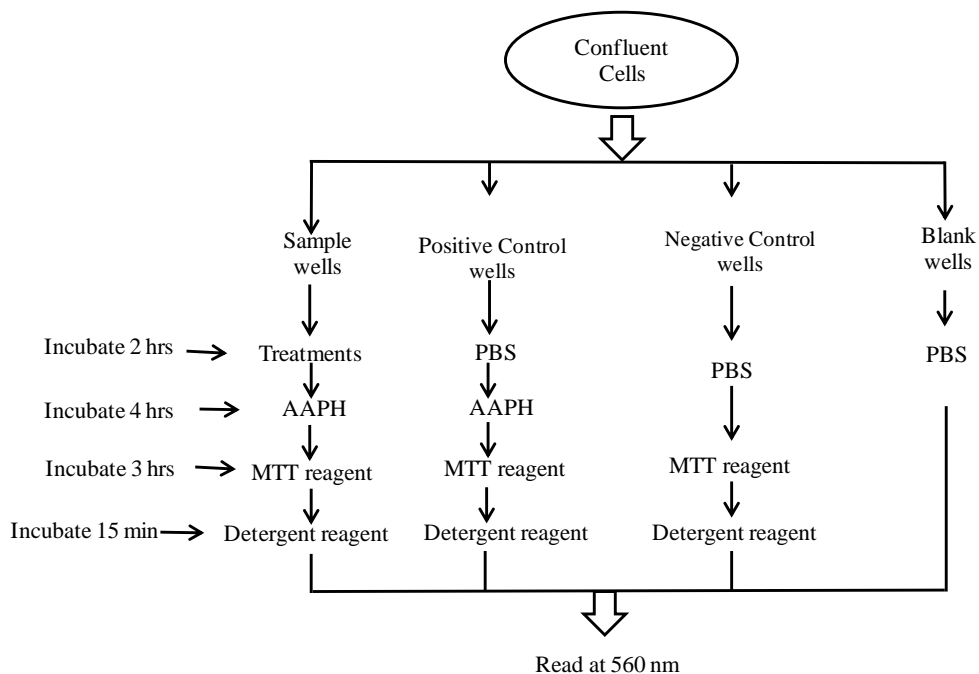 Confluent
Cells
Sample
wells
Positive Control
wells
Negative Control
wells
Blank
wells
Incubate 2 hrs
Treatments
PBS
PBS
PBS
Incubate 4 hrs
AAPH
AAPH
Incubate 3 hrs
MTT reagent
MTT reagent
MTT reagent
Incubate 15 min
Detergent reagent
Detergent reagent
Detergent reagent
Read at 560 nm